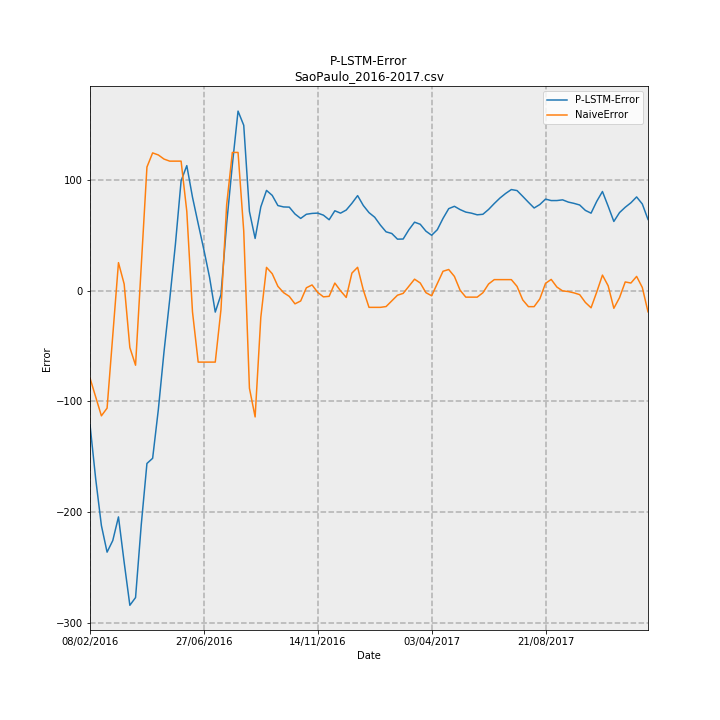 P-LSTM-Error
SaoPaulo_2016-2017.csv
P-LSTM-Error
NaiveError
100
0
−100
−200
−300
Error
08/02/2016
27/06/2016
14/11/2016
03/04/2017
21/08/2017
Date